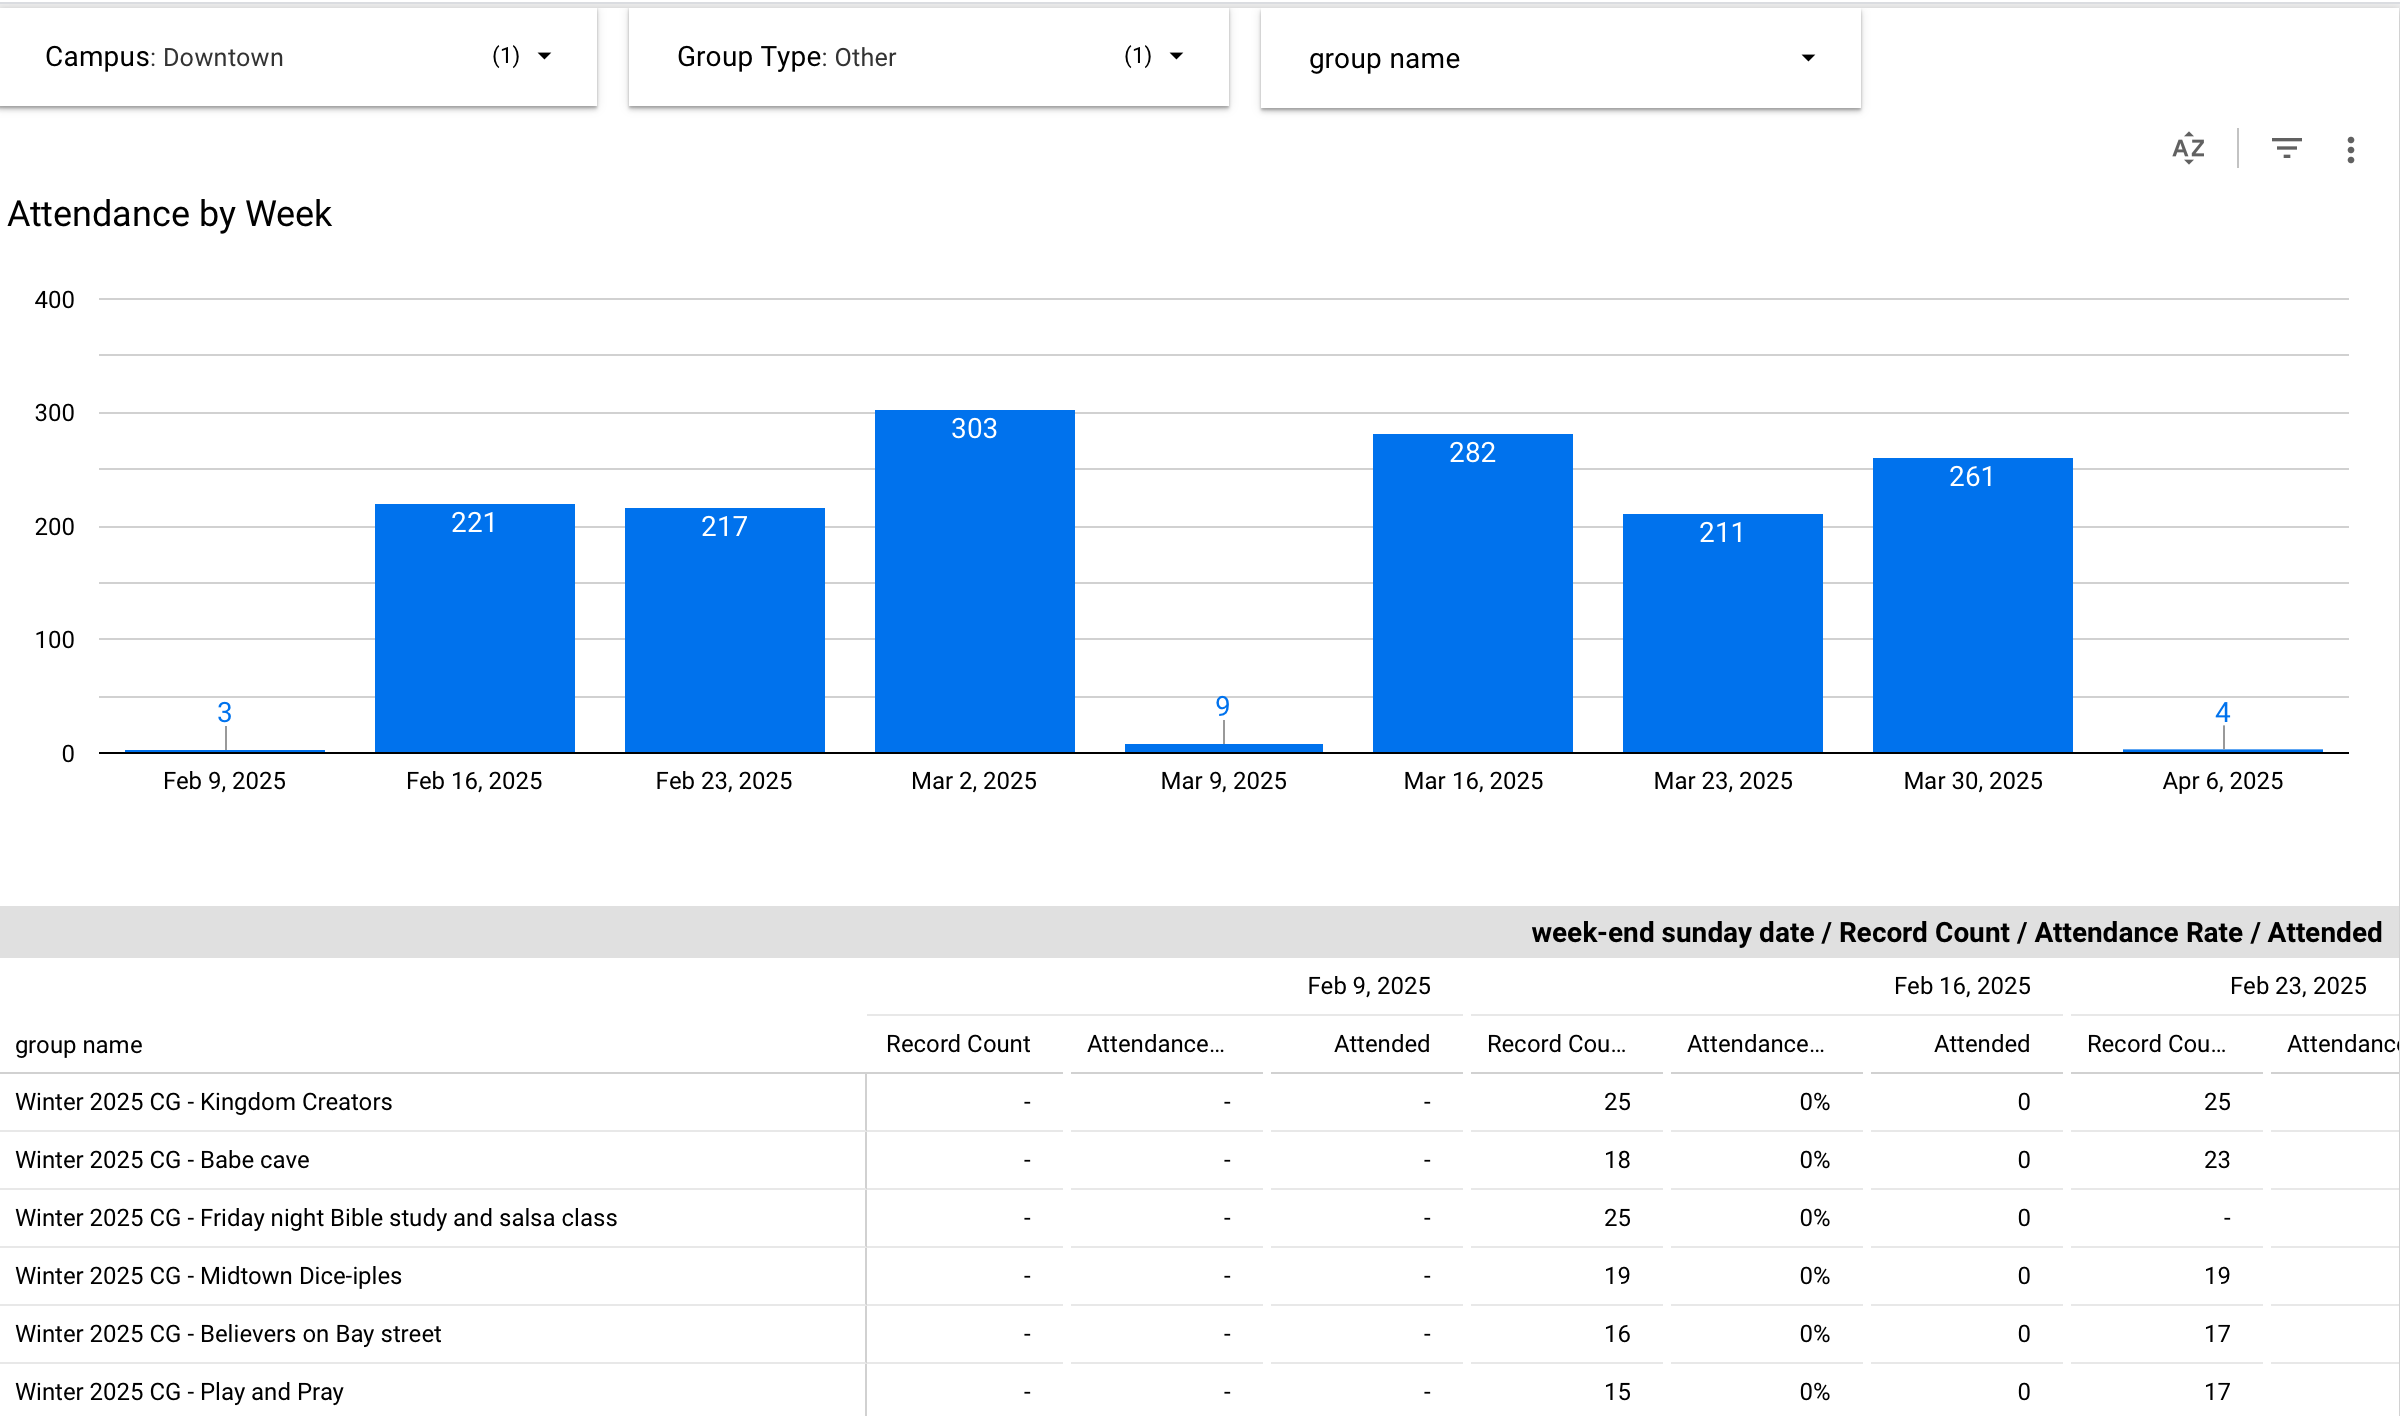 Campus: Downtown (1) Group Type: Other (1) group name
AZ
Attendance by Week
400
300
200
100
0
3 221 217 303 9 282 211 261 4
Feb 9, 2025 Feb 16, 2025 Feb 23, 2025 Mar 2, 2025 Mar 9, 2025 Mar 16, 2025 Mar 23, 2025 Mar 30, 2025 Apr 6, 2025
week-end sunday date / Record Count / Attendance Rate / Attended
Feb 9, 2025 Feb 16, 2025 Feb 23, 2025
group name Record Count Attendance... Attended Record Cou... Attendance... Attended Record Cou... Attendanc
Winter 2025 CG - Kingdom Creators - - - 25 0% 0 25
Winter 2025 CG - Babe cave - - - 18 0% 0 23
Winter 2025 CG - Friday night Bible study and salsa class - - - 25 0% 0 -
Winter 2025 CG - Midtown Dice-iples - - - 19 0% 0 19
Winter 2025 CG - Believers on Bay street - - - 16 0% 0 17
Winter 2025 CG - Play and Pray - - - 15 0% 0 17